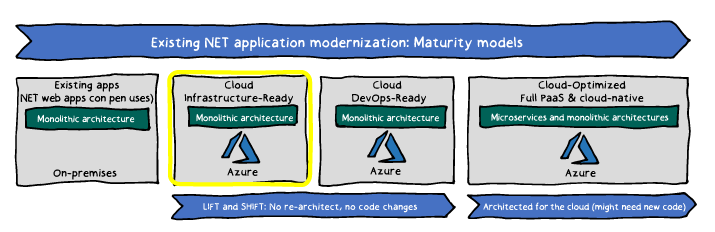 Existing NET application modernization: Maturity models
Existing apps
NET web apps con pen uses)
Monolithic architecture
On-premises
Cloud
Infrastructure-Ready
Monolithic architecture
Azure
Cloud
DevOps-Ready
Monolithic architecture
Azure
Cloud-Optimized
Full PaaS & cloud-native
Microservices and monolithic architectures
Azure
LIFT and SHIFT: No re-architect, no code changes
Architected for the cloud (might need new code)